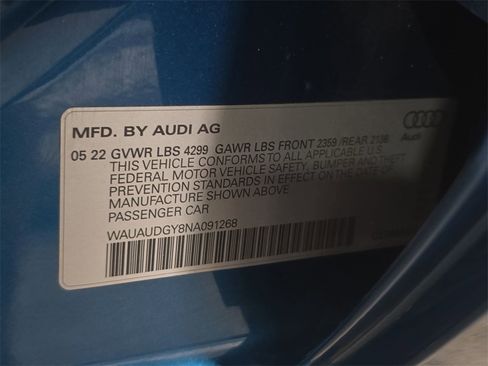 MFD. BY AUDI AG
Audi
05 22 GVWR LBS 4299 GAWR LBS FRONT 2359 /REAR 2138
THIS VEHICLE CONFORMS TO ALL APPLICABLE U.S.
FEDERAL MOTOR VEHICLE SAFETY, BUMPER AND THEFT
PREVENTION STANDARDS IN EFFECT ON THE DATE OF
MANUFACTURE SHOWN ABOVE
PASSENGER CAR
WAUAUDGY8NA091268